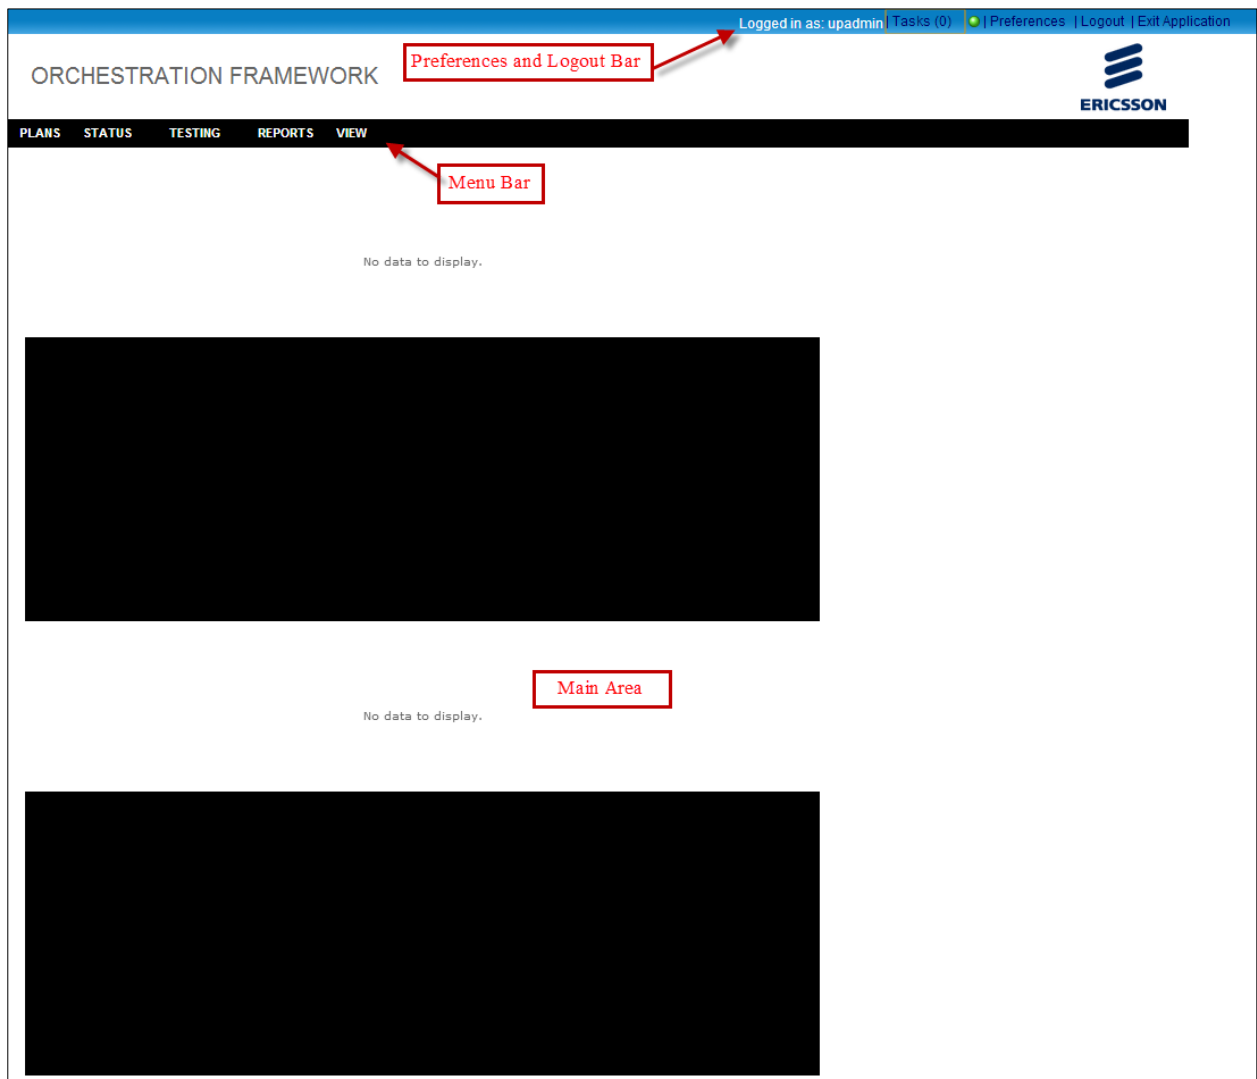 Logged in as: upadmin | Tasks (0) | Preferences | Logout | Exit Application
Preferences and Logout Bar
ORCHESTRATION FRAMEWORK
ERICSSON
PLANS STATUS TESTING REPORTS VIEW
Menu Bar
No data to display.
Main Area
No data to display.